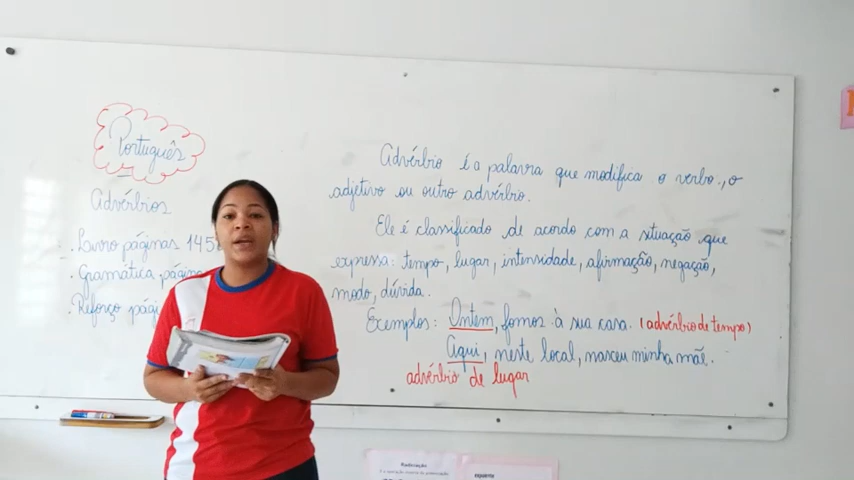 Português
Advérbios
. Livro páginas 145
. Gramática página
. Reforço pági
Advérbio é a palavra que modifica o verbo, o
adjetivo ou outro advérbio.
Ele é classificado de acordo com a situação que
expressa: tempo, lugar, intensidade, afirmação, negação,
modo, dúvida.
Exemplos: Ontem, fomos à sua casa. (advérbio de tempo)
Aqui, neste local, nasceu minha mãe.
advérbio de lugar